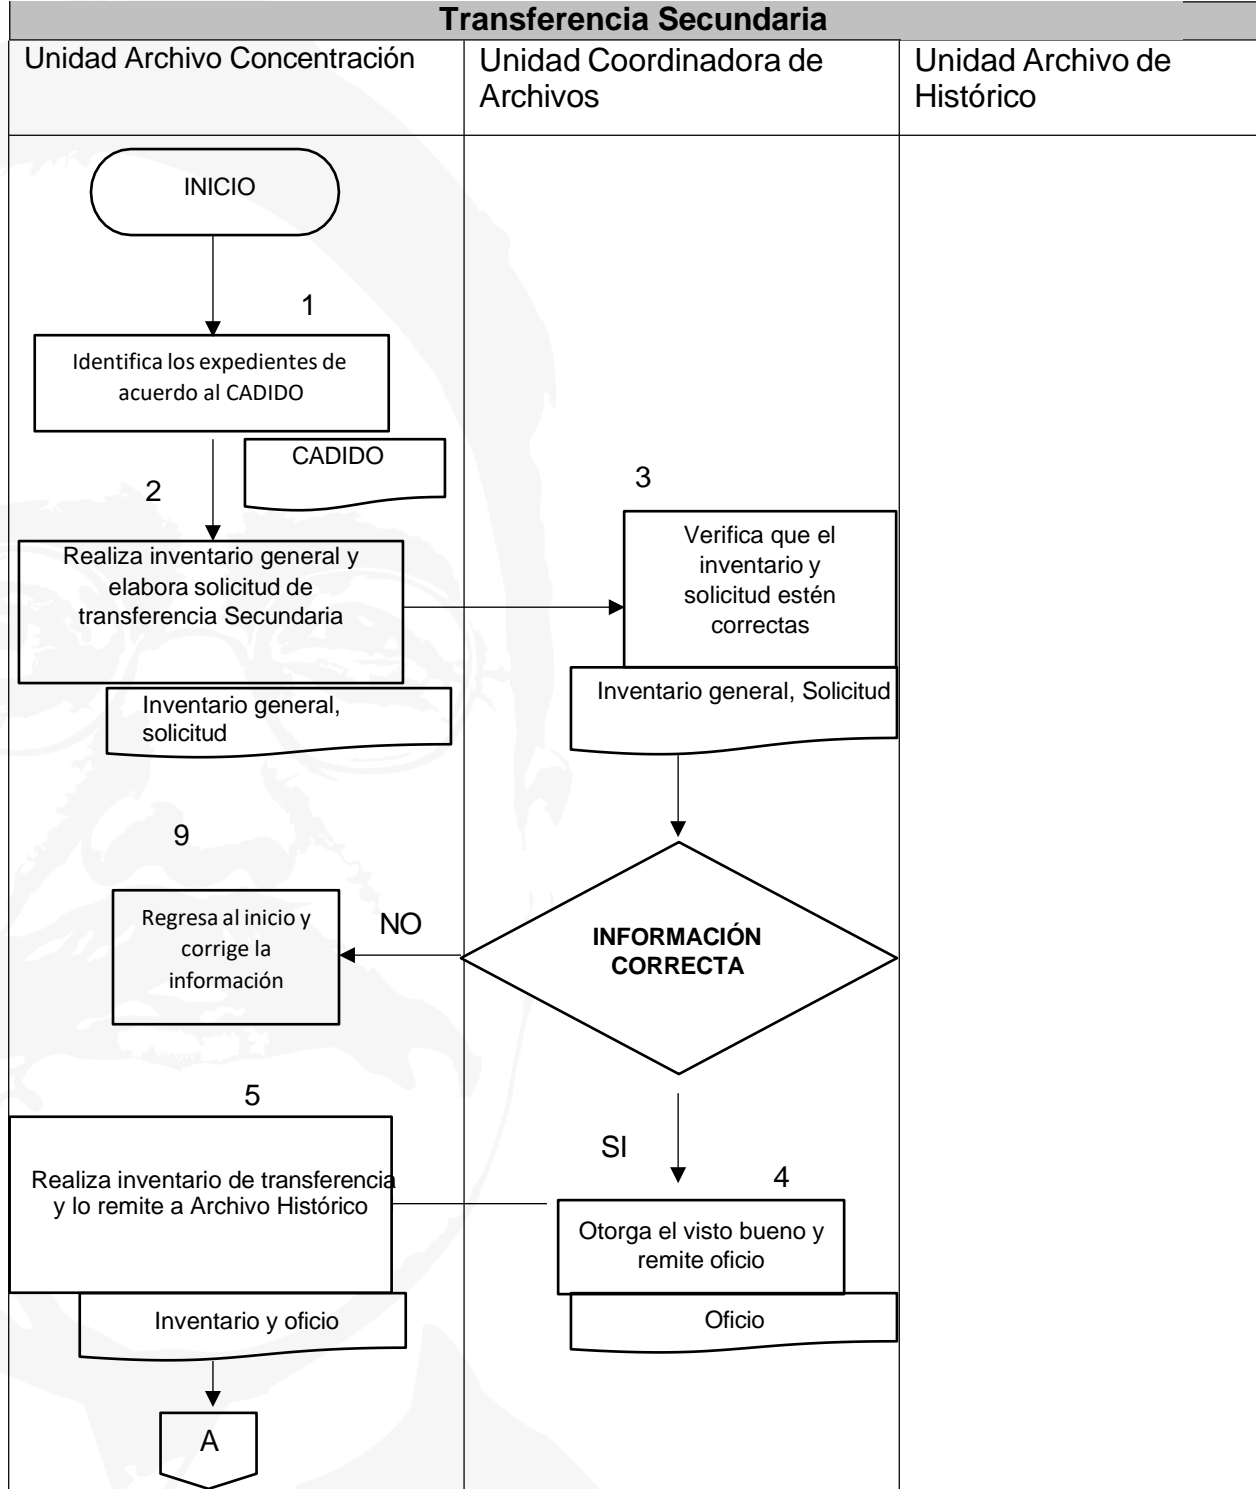 Transferencia Secundaria
Unidad Archivo Concentración
Unidad Coordinadora de
Archivos
Unidad Archivo de
Histórico
INICIO
1
Identifica los expedientes de
acuerdo al CADIDO
CADIDO
2
Realiza inventario general y
elabora solicitud de
transferencia Secundaria
Inventario general,
solicitud
3
Verifica que el
inventario y
solicitud estén
correctas
Inventario general, Solicitud
INFORMACIÓN
CORRECTA
NO
9
Regresa al inicio y
corrige la
información
SI
4
Otorga el visto bueno y
remite oficio
Oficio
5
Realiza inventario de transferencia
y lo remite a Archivo Histórico
Inventario y oficio
A